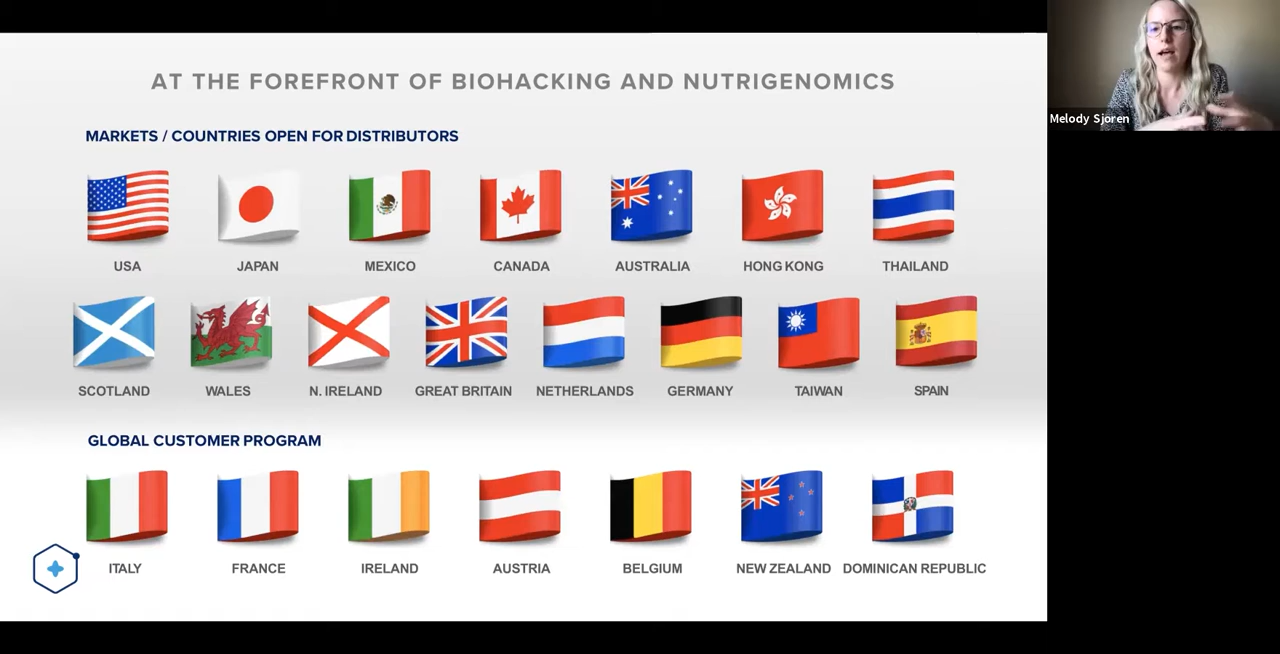 AT THE FOREFRONT OF BIOHACKING AND NUTRIGENOMICS
MARKETS / COUNTRIES OPEN FOR DISTRIBUTORS
USA JAPAN MEXICO CANADA AUSTRALIA HONG KONG THAILAND
SCOTLAND WALES N. IRELAND GREAT BRITAIN NETHERLANDS GERMANY TAIWAN SPAIN
GLOBAL CUSTOMER PROGRAM
ITALY FRANCE IRELAND AUSTRIA BELGIUM NEW ZEALAND DOMINICAN REPUBLIC
Melody Sjoren